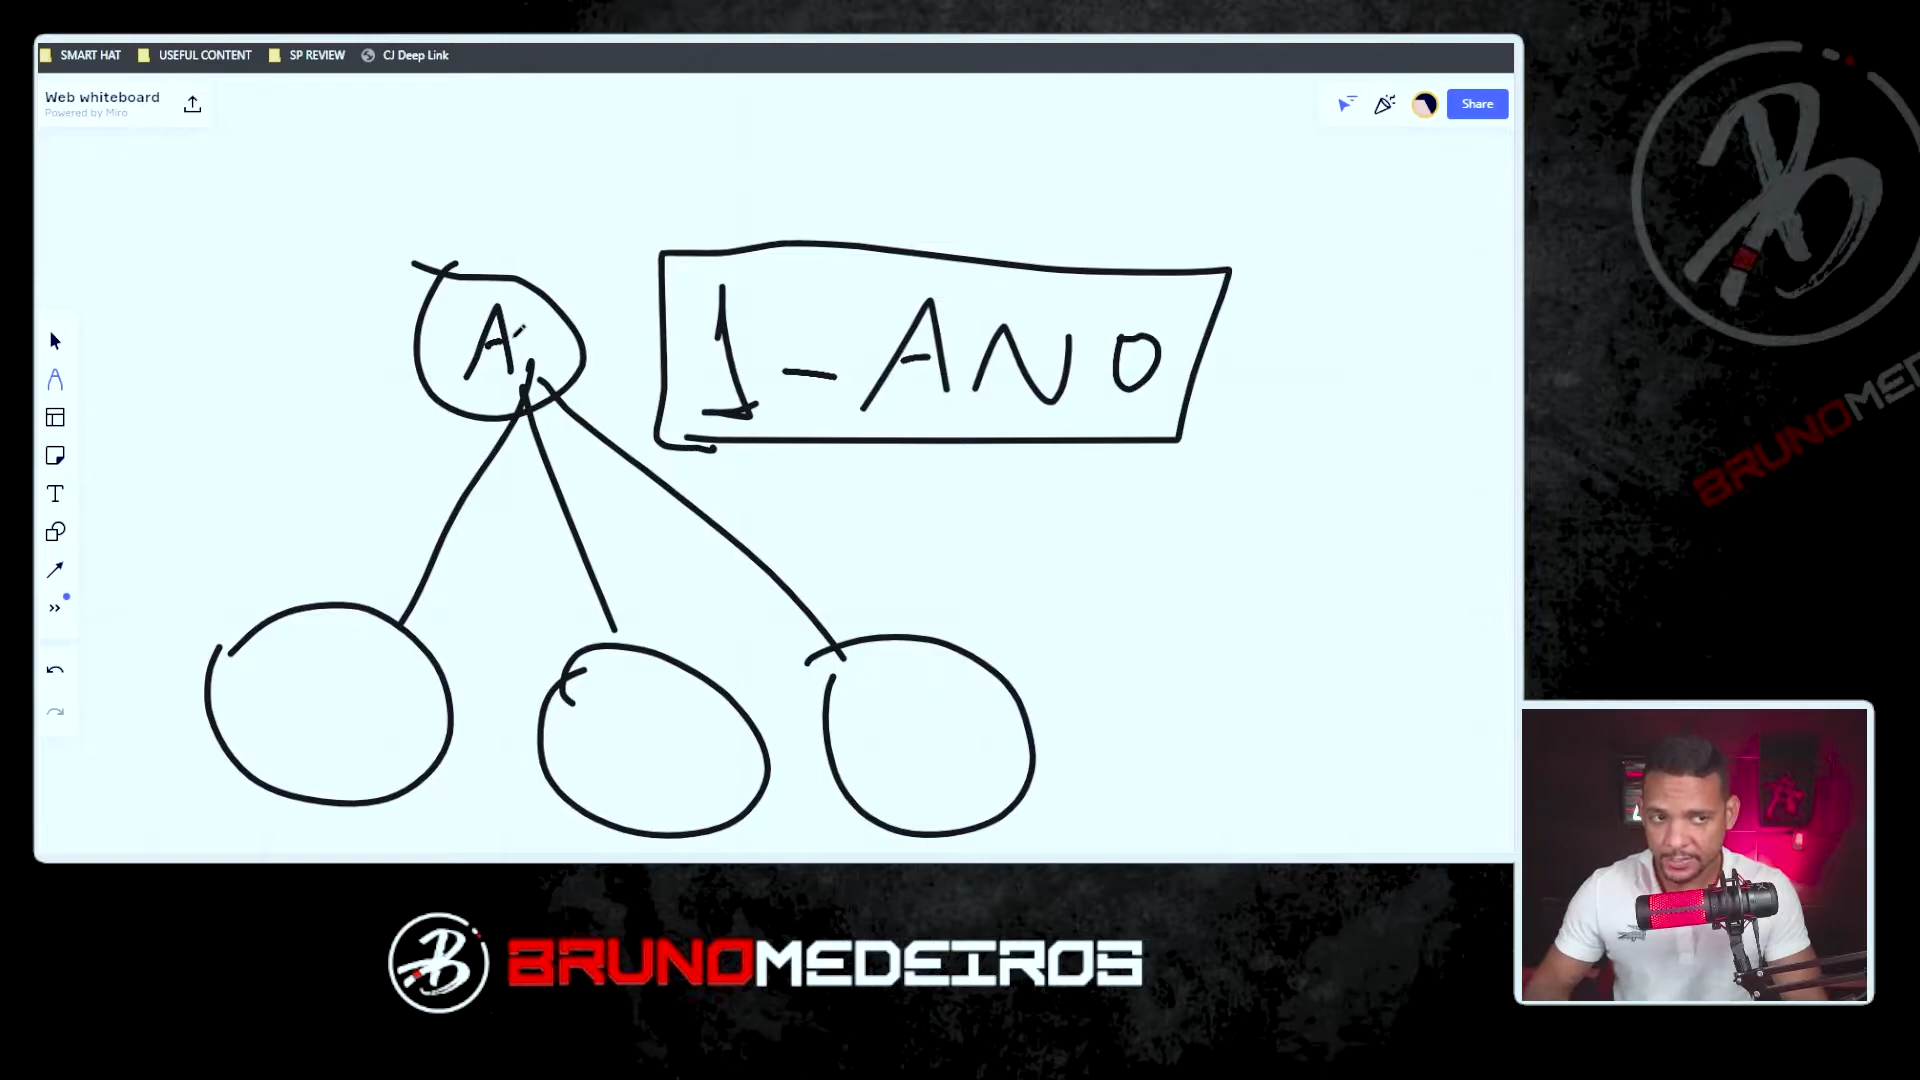 SMART HAT
USEFUL CONTENT
SP REVIEW
CJ Deep Link
Web whiteboard
Powered by Miro
Share
A
1-ANO
BRUNOMED
BRUNOMEDEIROS